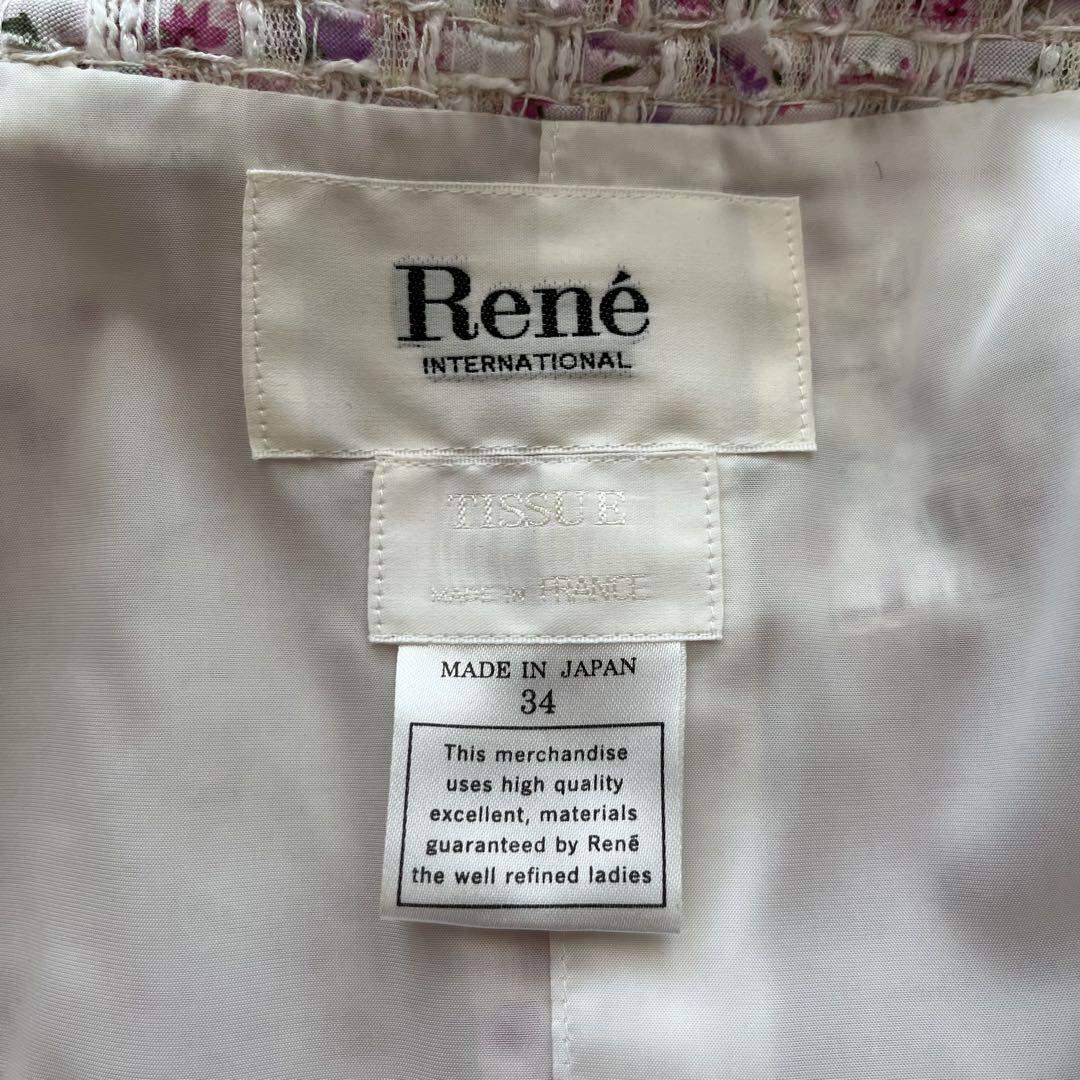 René
INTERNATIONAL
TISSUE
MADE IN FRANCE
MADE IN JAPAN
34
This merchandise
uses high quality
excellent, materials
guaranteed by Renē
the well refined ladies